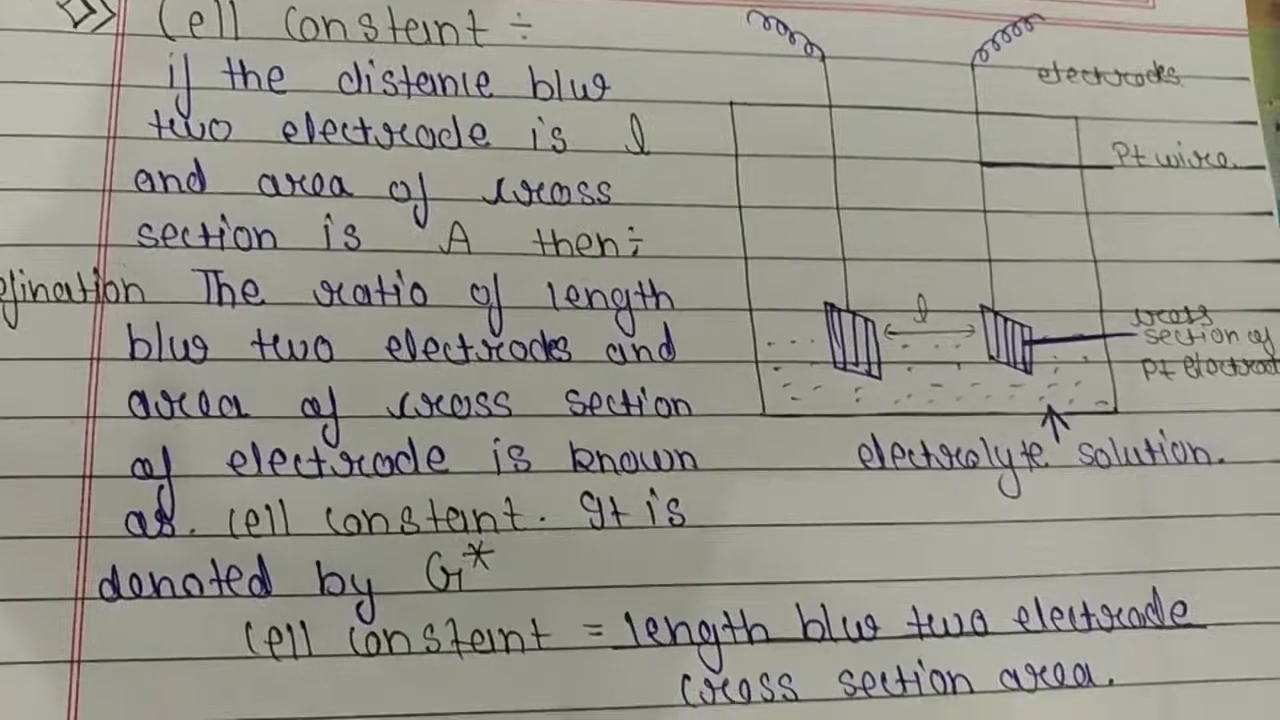 Cell Constant ÷
if the distance b/w
two electrode is l
and area of cross
section is A then ÷
efination The ratio of length
b/w two electrodes and
area of cross section
of electrode is known
as. Cell Constant. It is
denoted by G*
Cell Constant = length b/w two electrode
cross section area.
electrodes
Pt wire
l
cross
section of
Pt electrod
electrolyte solution.